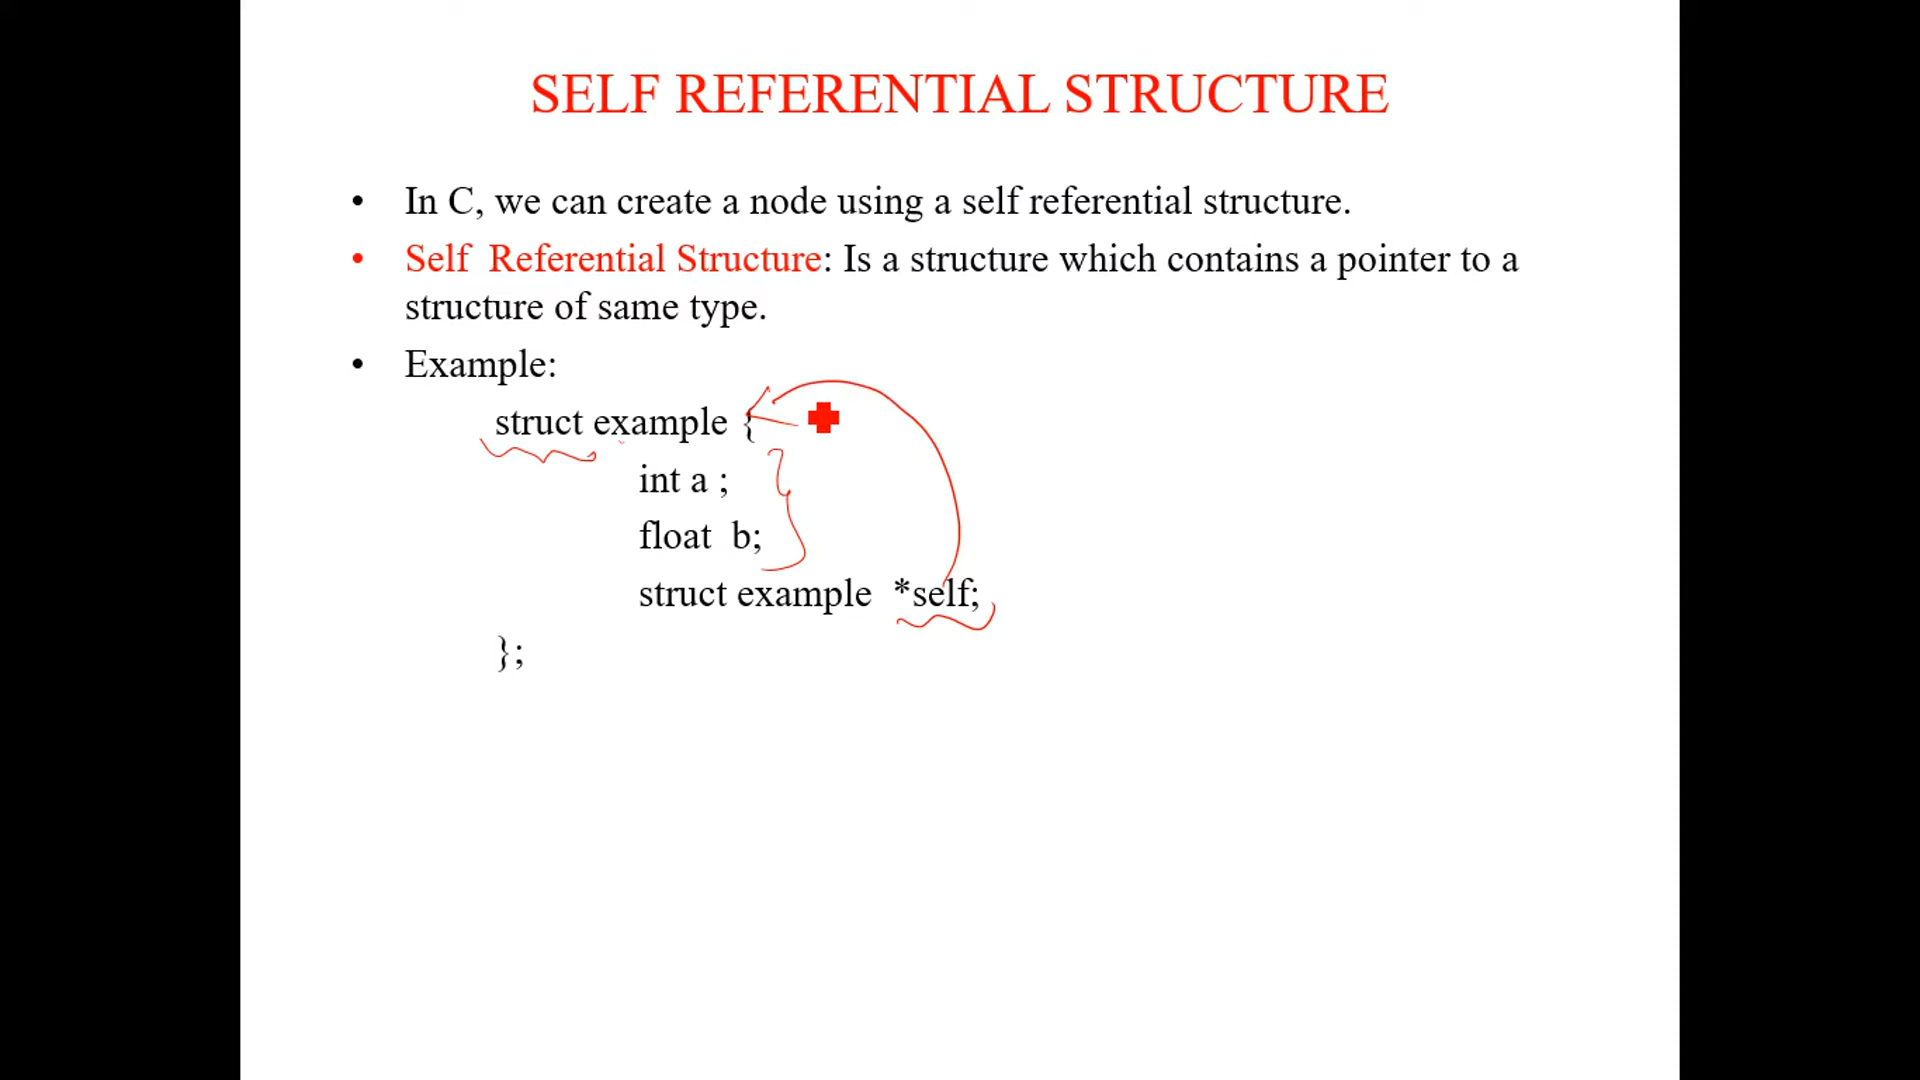 SELF REFERENTIAL STRUCTURE
• In C, we can create a node using a self referential structure.
• Self Referential Structure: Is a structure which contains a pointer to a
structure of same type.
• Example:
struct example {
int a ;
float b;
struct example *self;
};